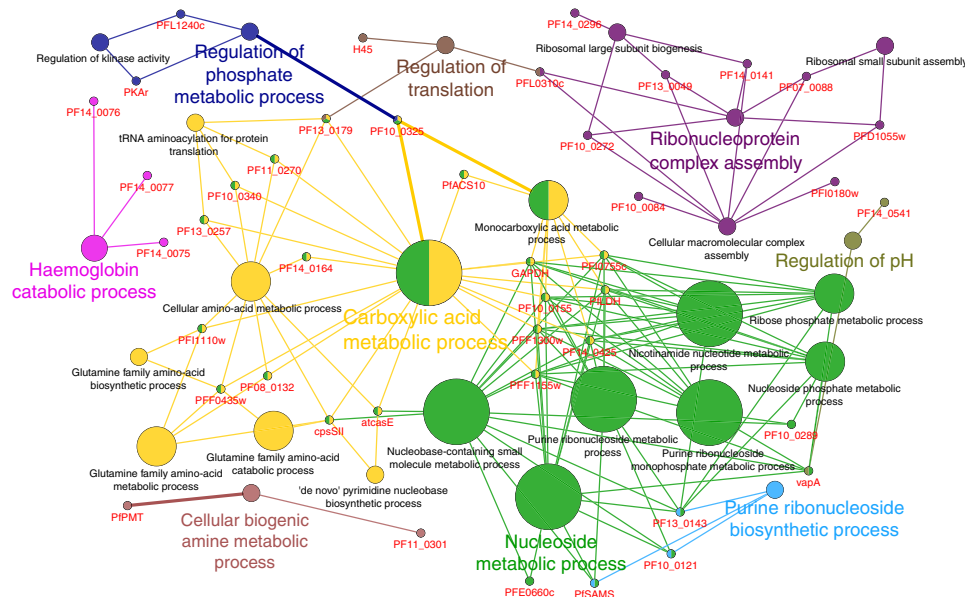 PF14_0296
PFL1240c
Regulation of klinase activity
Regulation of
phosphate
metabolic process
PKAr
H45
Regulation of
translation
PFL0310c
Ribosomal large subunit biogenesis
Ribosomal small subunit assembly
PF14_0141
PF13_0049
PF07_0088
PF14_0076
tRNA aminoacylation for protein
translation
PF13_0179
PF10_0325
PF10_0272
Ribonucleoprotein
complex assembly
PFD1055w
PF11_0270
PF14_0077
PF10_0340
PfACS10
PF10_0084
PFI0180w
PF14_0541
PF13_0257
Monocarboxylic acid metabolic
process
Cellular macromolecular complex
assembly
PF14_0075
Haemoglobin
catabolic process
PF14_0164
Regulation of pH
GAPDH
PFI0755c
Cellular amino-acid metabolic process
PF10_0155
PfLDH
Carboxylic acid
metabolic process
Ribose phosphate metabolic process
PFI1110w
PFF1300w
PF14_0425
Nicotinamide nucleotide metabolic
process
Glutamine family amino-acid
biosynthetic process
PF08_0132
PFF1155w
Nucleoside phosphate metabolic
process
PFF0435w
cpsSII
atcasE
PF10_0289
Glutamine family amino-acid metabolic
process
Glutamine family amino-acid
catabolic process
Nucleobase-containing small
molecule metabolic process
Purine ribonucleoside metabolic
process
Purine ribonucleoside
monophosphate metabolic process
'de novo' pyrimidine nucleobase
biosynthetic process
vapA
PfPMT
Cellular biogenic
amine metabolic
process
PF11_0301
PF13_0143
Purine ribonucleoside
biosynthetic process
Nucleoside
metabolic process
PF10_0121
PFE0660c
PfSAMS